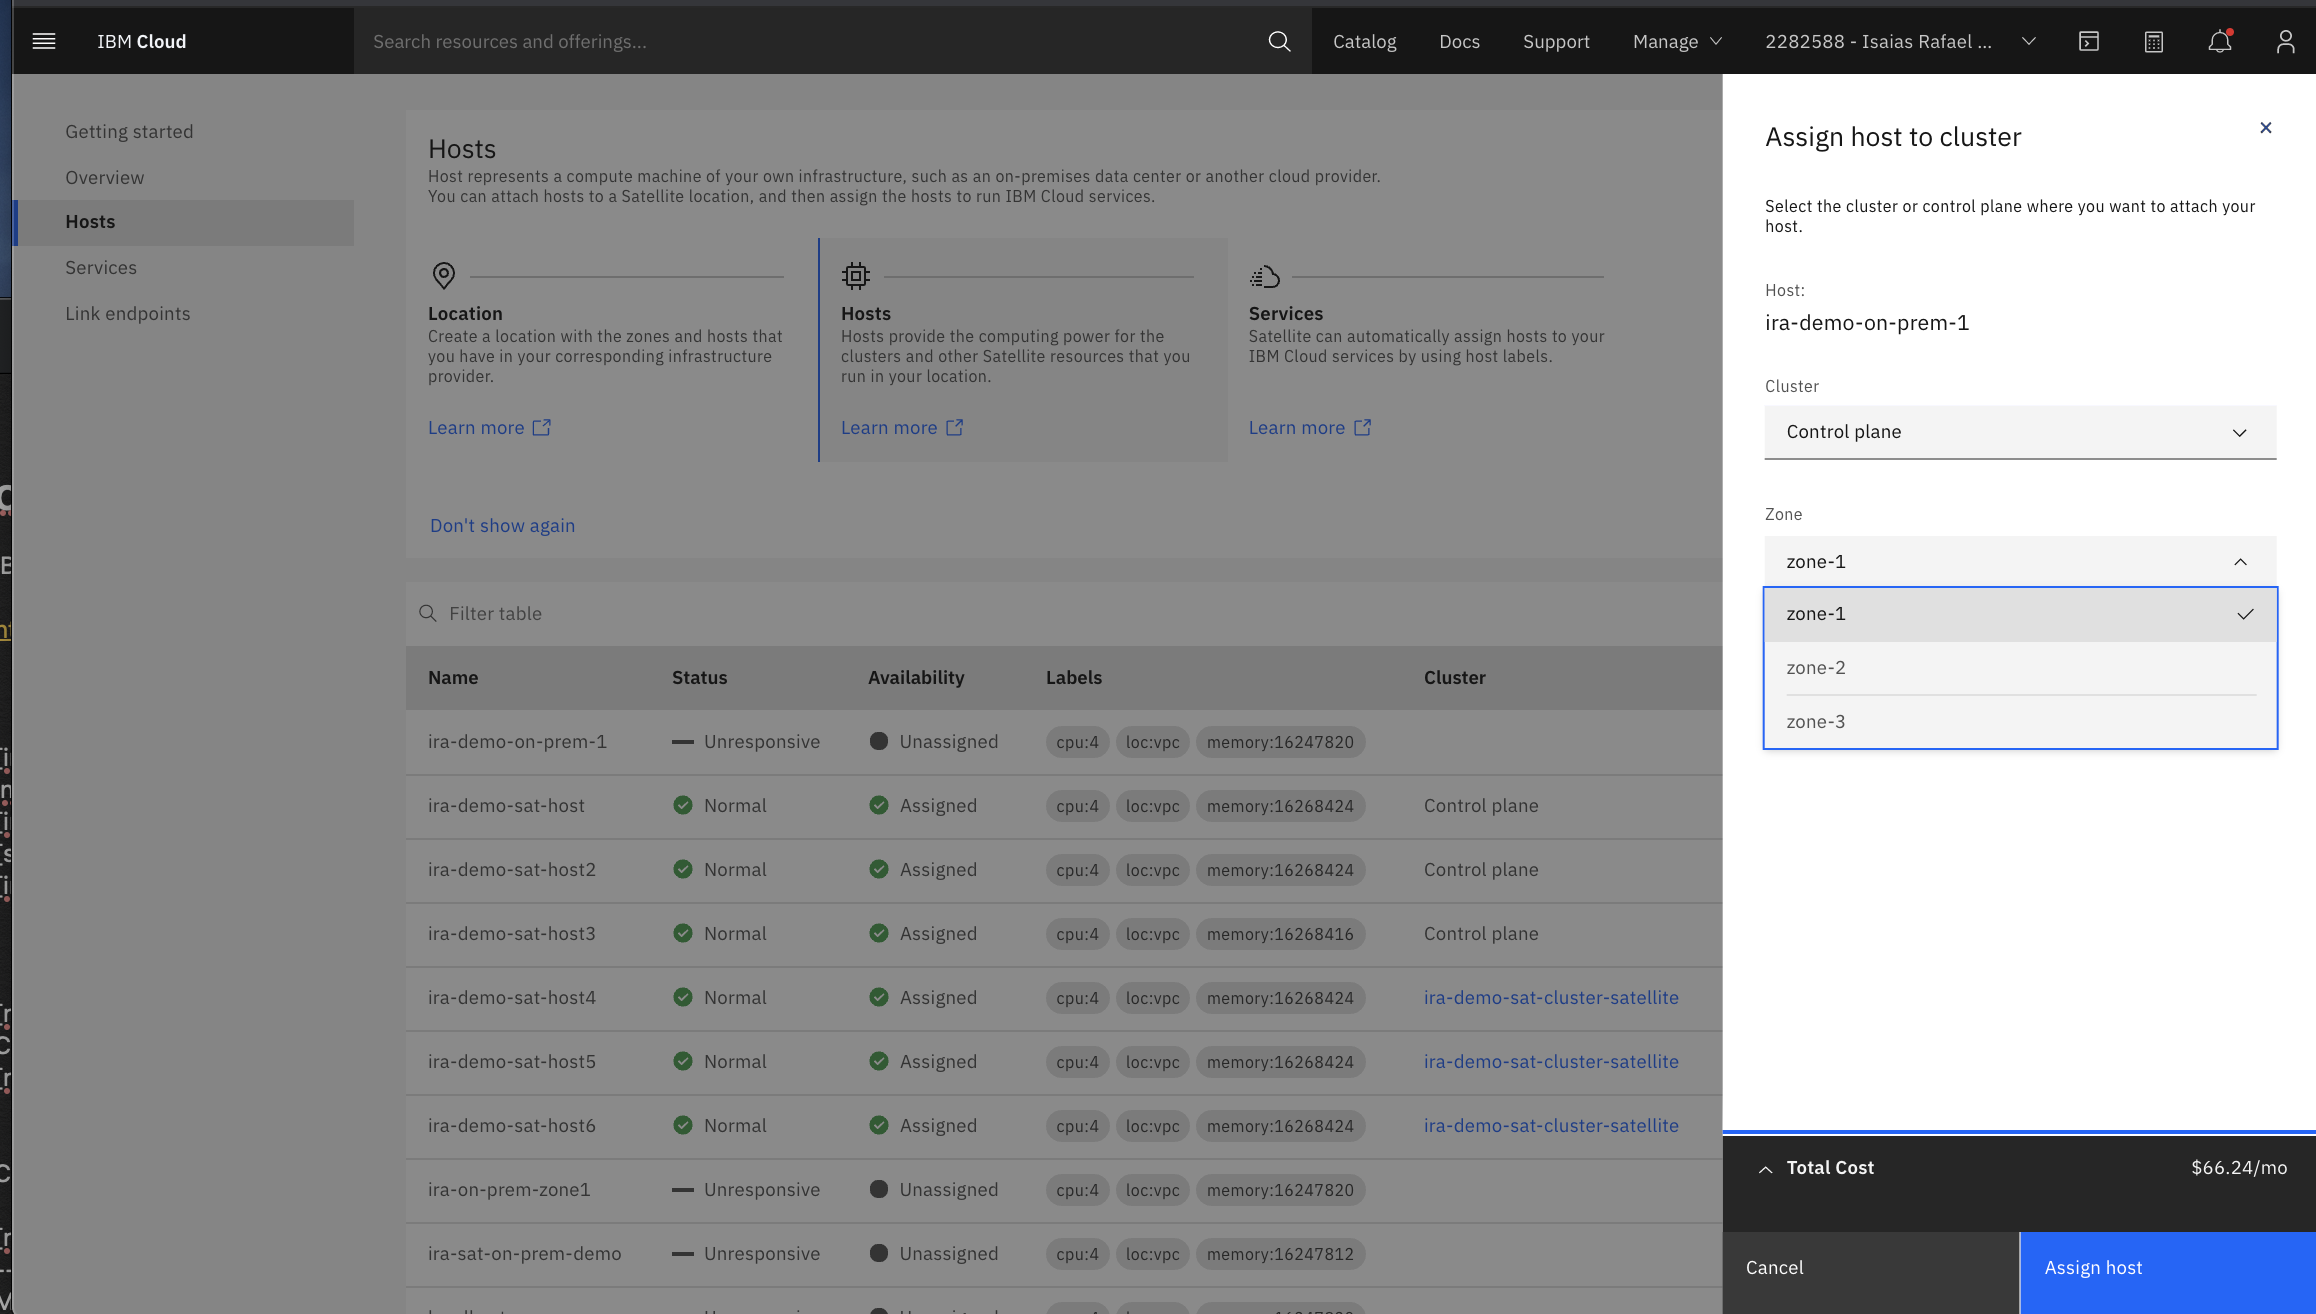 IBM Cloud
Search resources and offerings...
Catalog
Docs
Support
Manage
2282588 - Isaias Rafael ...
Getting started
Overview
Hosts
Services
Link endpoints
Hosts
Host represents a compute machine of your own infrastructure, such as an on-premises data center or another cloud provider.
You can attach hosts to a Satellite location, and then assign the hosts to run IBM Cloud services.
Location
Create a location with the zones and hosts that
you have in your corresponding infrastructure
provider.
Learn more
Hosts
Hosts provide the computing power for the
clusters and other Satellite resources that you
run in your location.
Learn more
Services
Satellite can automatically assign hosts to your
IBM Cloud services by using host labels.
Learn more
Don't show again
Filter table
Name Status Availability Labels Cluster
ira-demo-on-prem-1 Unresponsive Unassigned cpu:4 loc:vpc memory:16247820
ira-demo-sat-host Normal Assigned cpu:4 loc:vpc memory:16268424 Control plane
ira-demo-sat-host2 Normal Assigned cpu:4 loc:vpc memory:16268424 Control plane
ira-demo-sat-host3 Normal Assigned cpu:4 loc:vpc memory:16268416 Control plane
ira-demo-sat-host4 Normal Assigned cpu:4 loc:vpc memory:16268424 ira-demo-sat-cluster-satellite
ira-demo-sat-host5 Normal Assigned cpu:4 loc:vpc memory:16268424 ira-demo-sat-cluster-satellite
ira-demo-sat-host6 Normal Assigned cpu:4 loc:vpc memory:16268424 ira-demo-sat-cluster-satellite
ira-on-prem-zone1 Unresponsive Unassigned cpu:4 loc:vpc memory:16247820
ira-sat-on-prem-demo Unresponsive Unassigned cpu:4 loc:vpc memory:16247812
Assign host to cluster
Select the cluster or control plane where you want to attach your
host.
Host:
ira-demo-on-prem-1
Cluster
Control plane
Zone
zone-1
zone-1
zone-2
zone-3
Total Cost $66.24/mo
Cancel
Assign host